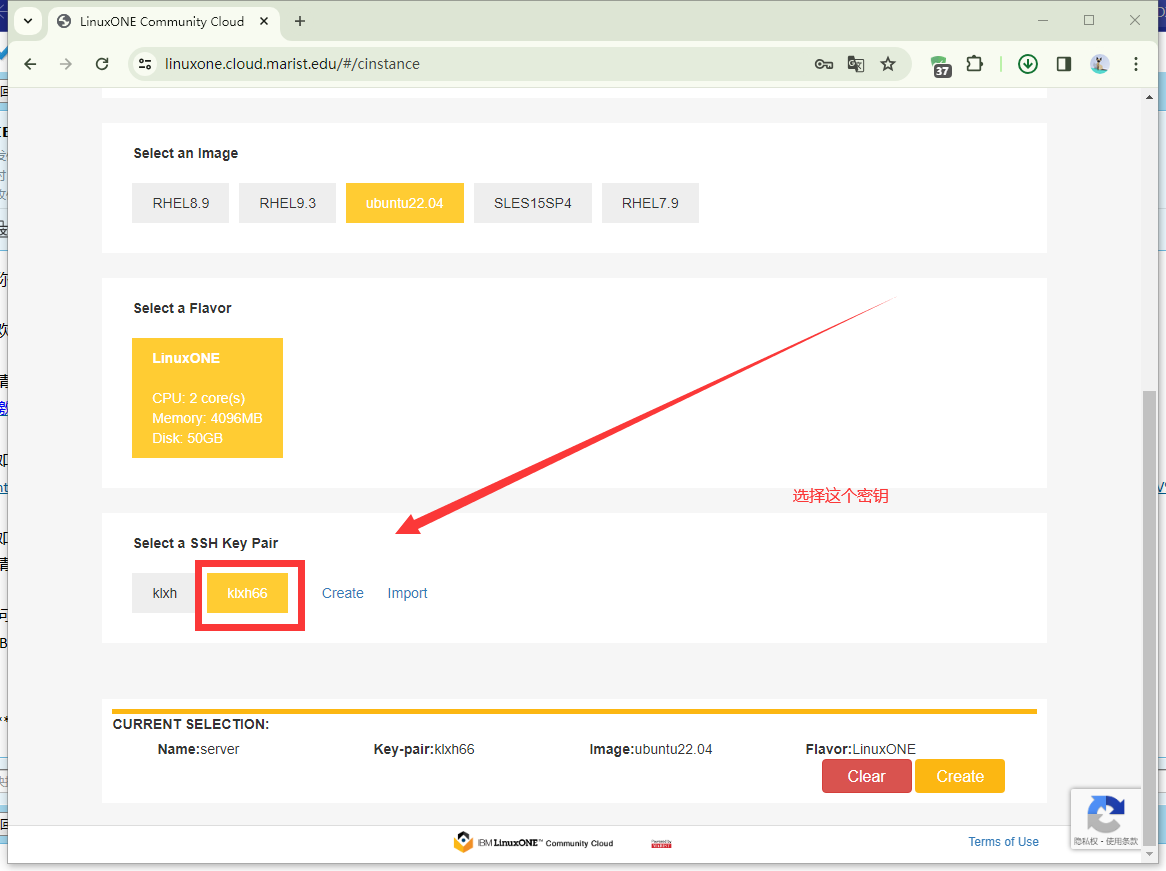 LinuxONE Community Cloud
linuxone.cloud.marist.edu/#/cinstance
37
Select an Image
RHEL8.9
RHEL9.3
ubuntu22.04
SLES15SP4
RHEL7.9
Select a Flavor
LinuxONE
CPU: 2 core(s)
Memory: 4096MB
Disk: 50GB
选择这个密钥
Select a SSH Key Pair
klxh
klxh66
Create
Import
CURRENT SELECTION:
Name:server
Key-pair:klxh66
Image:ubuntu22.04
Flavor:LinuxONE
Clear
Create
IBM LinuxONE™ Community Cloud
Terms of Use
隐私权 - 使用条款